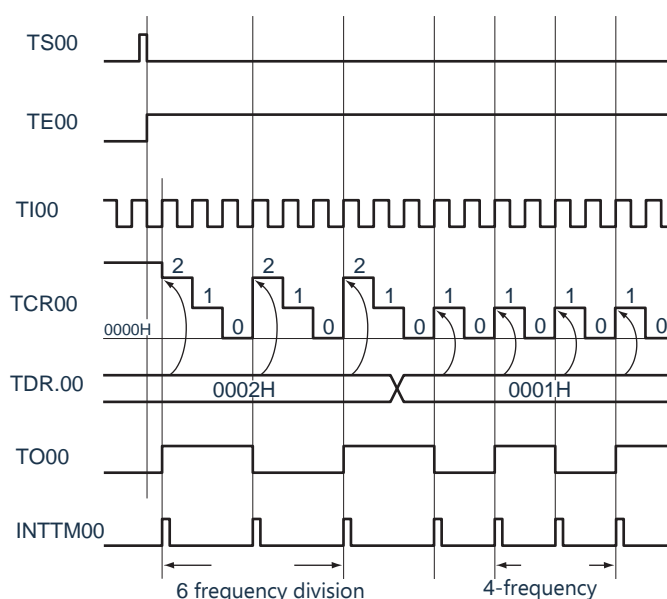 TS00
TE00
TI00
TCR00
2 2 2
1 1 1 1 1 1 1
0000H 0 0 0 0 0 0 0
TDR.00
0002H 0001H
TO00
INTTM00
6 frequency division 4-frequency